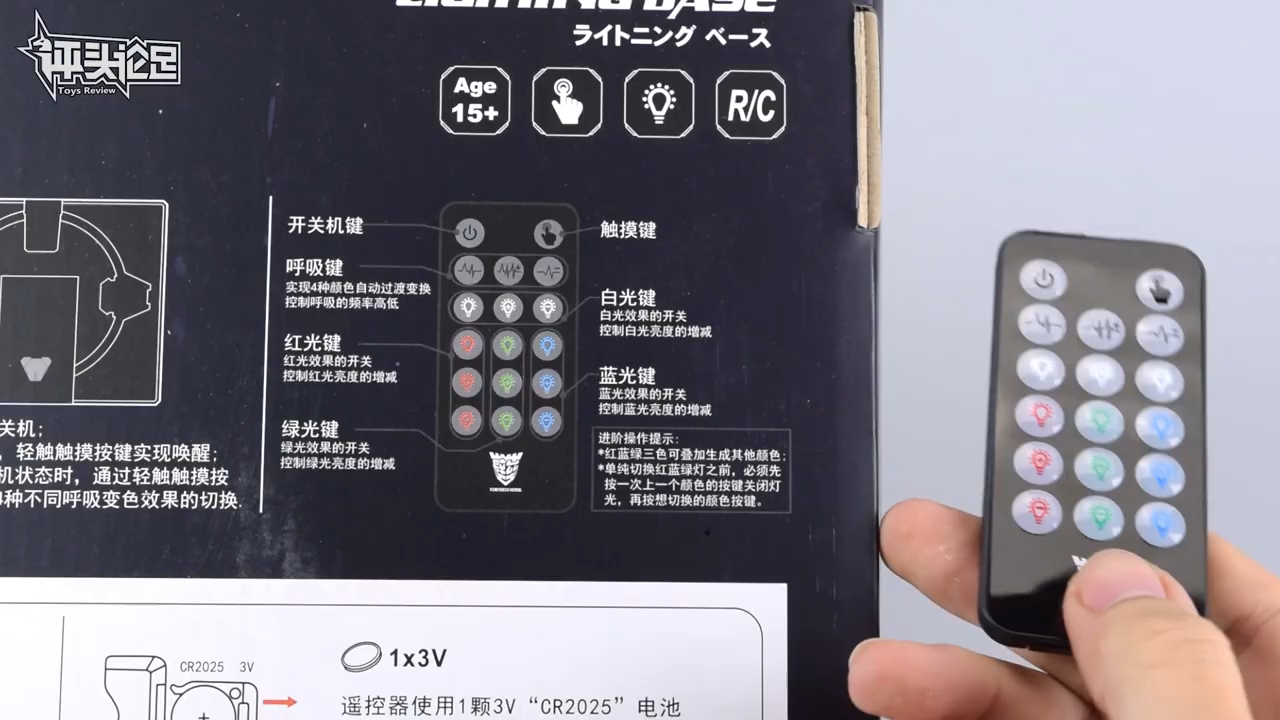 评头论足
Toys Review
LIGHTNING BASE
ライトニング ベース
Age
15+
R/C
开关机键
触摸键
呼吸键
实现4种颜色自动过渡变换
控制呼吸的频率高低
白光键
白光效果的开关
控制白光亮度的增减
红光键
红光效果的开关
控制红光亮度的增减
蓝光键
蓝光效果的开关
控制蓝光亮度的增减
绿光键
绿光效果的开关
控制绿光亮度的增减
进阶操作提示：
*红蓝绿三色可叠加生成其他颜色；
*单纯切换红蓝绿灯之前，必须先
按一次上一个颜色的按键关闭灯
光，再按想切换的颜色按键。
关机；
，轻触触摸按键实现唤醒；
机状态时，通过轻触触摸按
种不同呼吸变色效果的切换.
CR2025 3V
1x3V
遥控器使用1颗3V“CR2025”电池